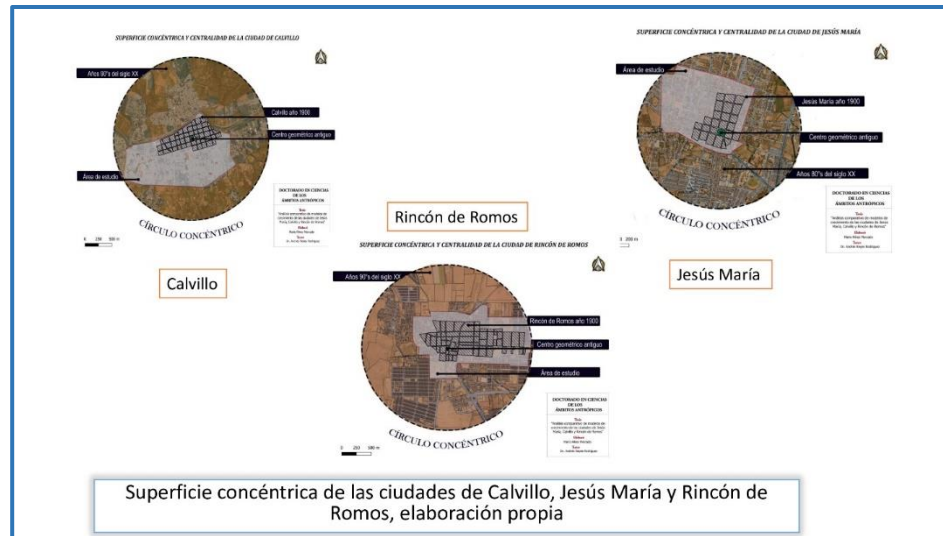 SUPERFICIE CONCÉNTRICA Y CENTRALIDAD DE LA CIUDAD DE CALVILLO
Años 90's del siglo XX
Calvillo año 1900
Centro geométrico antiguo
Área de estudio
CÍRCULO CONCÉNTRICO
DOCTORADO EN CIENCIAS
DE LOS
ÁMBITOS ANTRÓPICOS
Calvillo
SUPERFICIE CONCÉNTRICA Y CENTRALIDAD DE LA CIUDAD DE JESÚS MARÍA
Área de estudio
Jesús María año 1900
Centro geométrico antiguo
Años 80's del siglo XX
CÍRCULO CONCÉNTRICO
DOCTORADO EN CIENCIAS
DE LOS
ÁMBITOS ANTRÓPICOS
Jesús María
Rincón de Romos
SUPERFICIE CONCÉNTRICA Y CENTRALIDAD DE LA CIUDAD DE RINCÓN DE ROMOS
Años 90's del siglo XX
Rincón de Romos año 1900
Centro geométrico antiguo
Área de estudio
CÍRCULO CONCÉNTRICO
DOCTORADO EN CIENCIAS
DE LOS
ÁMBITOS ANTRÓPICOS
Superficie concéntrica de las ciudades de Calvillo, Jesús María y Rincón de
Romos, elaboración propia